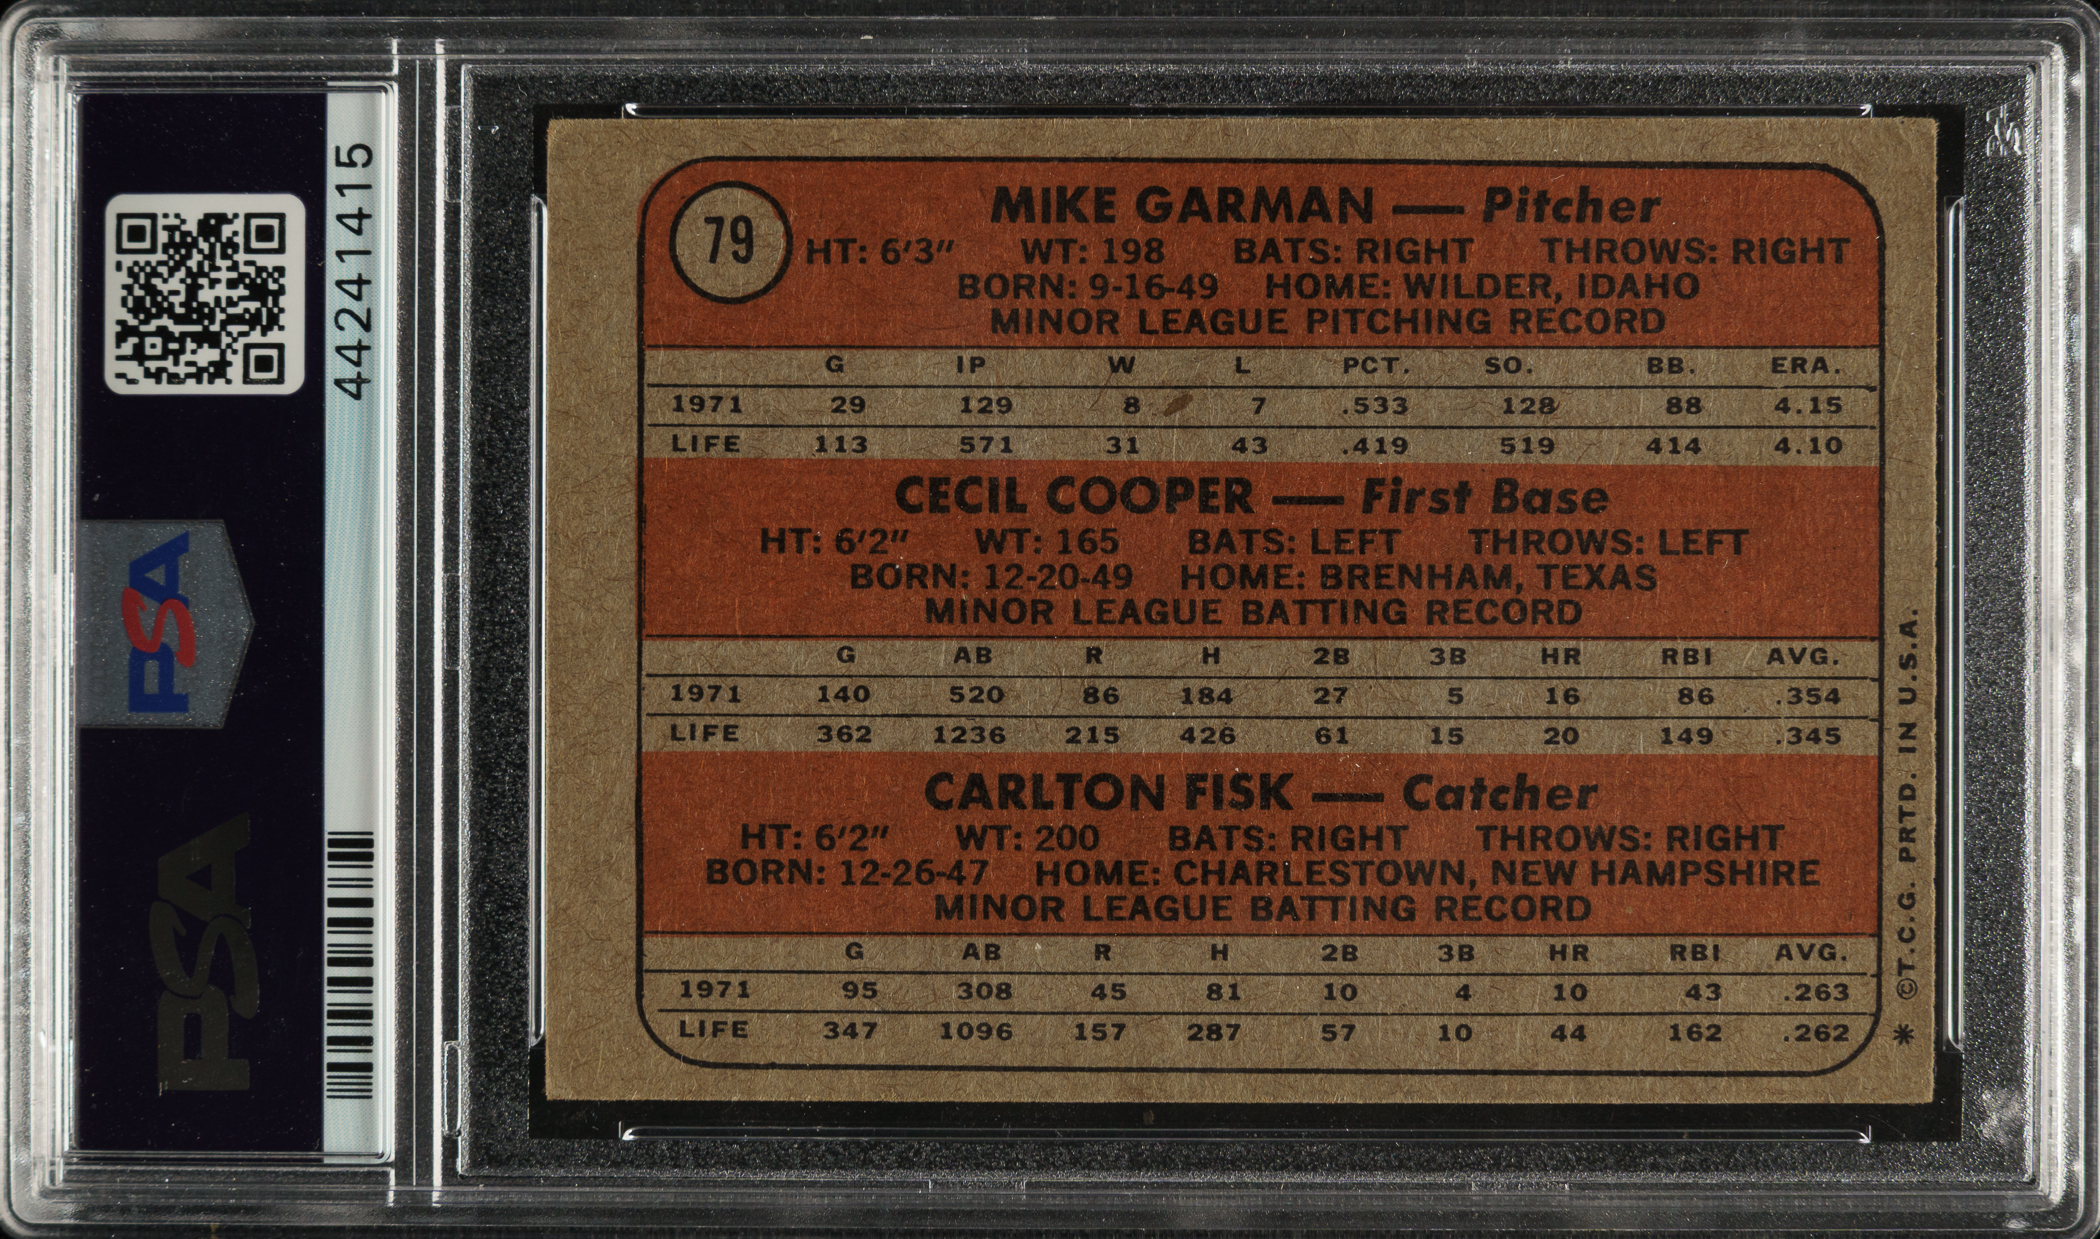 44241415
PSA
PSA
79
MIKE GARMAN — Pitcher
HT: 6'3" WT: 198 BATS: RIGHT THROWS: RIGHT
BORN: 9-16-49 HOME: WILDER, IDAHO
MINOR LEAGUE PITCHING RECORD
G IP W L PCT. SO. BB. ERA.
1971 29 129 8 7 .533 128 88 4.15
LIFE 113 571 31 43 .419 519 414 4.10
CECIL COOPER — First Base
HT: 6'2" WT: 165 BATS: LEFT THROWS: LEFT
BORN: 12-20-49 HOME: BRENHAM, TEXAS
MINOR LEAGUE BATTING RECORD
G AB R H 2B 3B HR RBI AVG.
1971 140 520 86 184 27 5 16 86 .354
LIFE 362 1236 215 426 61 15 20 149 .345
CARLTON FISK — Catcher
HT: 6'2" WT: 200 BATS: RIGHT THROWS: RIGHT
BORN: 12-26-47 HOME: CHARLESTOWN, NEW HAMPSHIRE
MINOR LEAGUE BATTING RECORD
G AB R H 2B 3B HR RBI AVG.
1971 95 308 45 81 10 4 10 43 .263
LIFE 347 1096 157 287 57 10 44 162 .262
* ©T.C.G. PRTD. IN U.S.A.